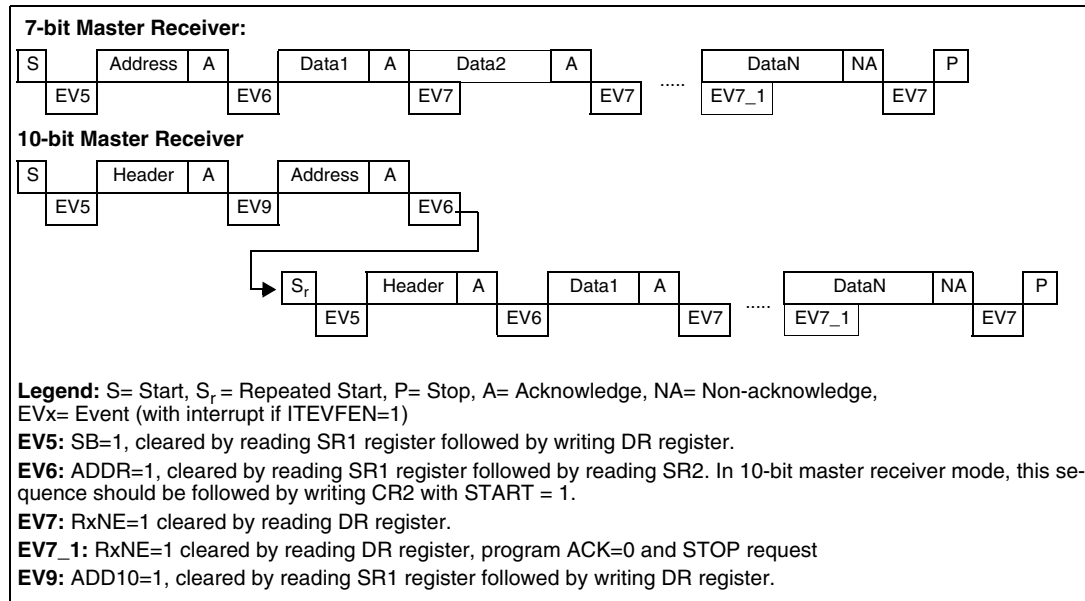 7-bit Master Receiver:
S Address A Data1 A Data2 A ..... DataN NA P
EV5 EV6 EV7 EV7 EV7_1 EV7
10-bit Master Receiver
S Header A Address A
EV5 EV9 EV6
Sr Header A Data1 A ..... DataN NA P
EV5 EV6 EV7 EV7_1 EV7
Legend: S= Start, Sr = Repeated Start, P= Stop, A= Acknowledge, NA= Non-acknowledge,
EVx= Event (with interrupt if ITEVFEN=1)
EV5: SB=1, cleared by reading SR1 register followed by writing DR register.
EV6: ADDR=1, cleared by reading SR1 register followed by reading SR2. In 10-bit master receiver mode, this se-
quence should be followed by writing CR2 with START = 1.
EV7: RxNE=1 cleared by reading DR register.
EV7_1: RxNE=1 cleared by reading DR register, program ACK=0 and STOP request
EV9: ADD10=1, cleared by reading SR1 register followed by writing DR register.